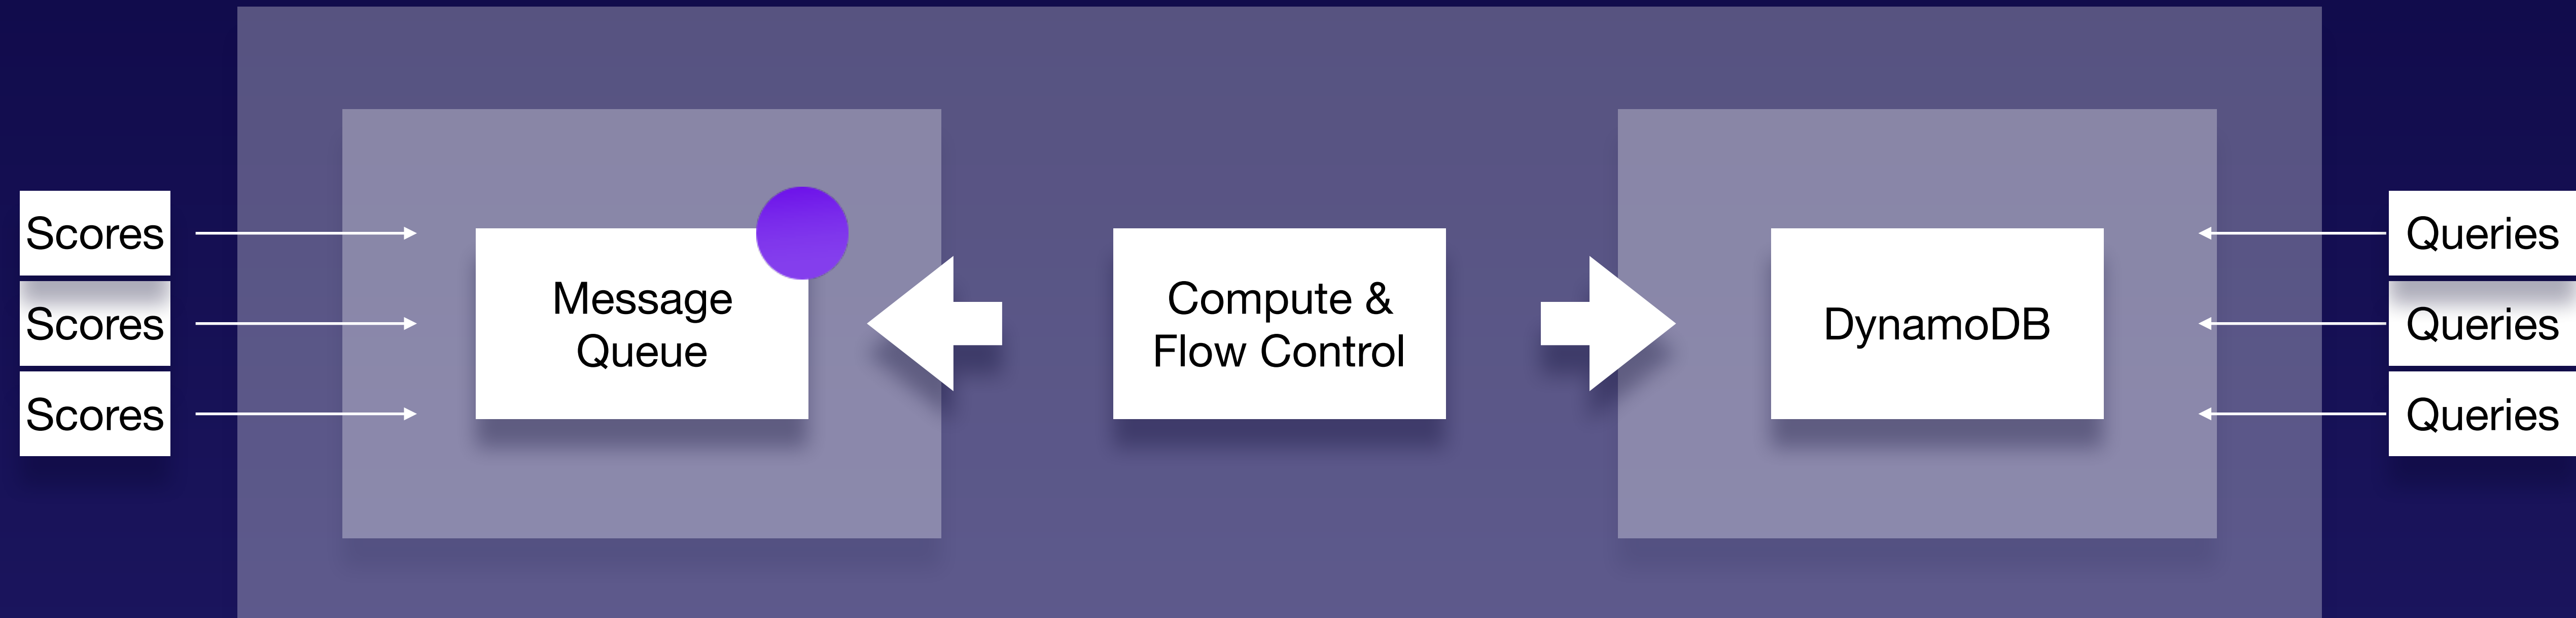 Scores
Scores
Scores
Message
Queue
Compute &
Flow Control
DynamoDB
Queries
Queries
Queries